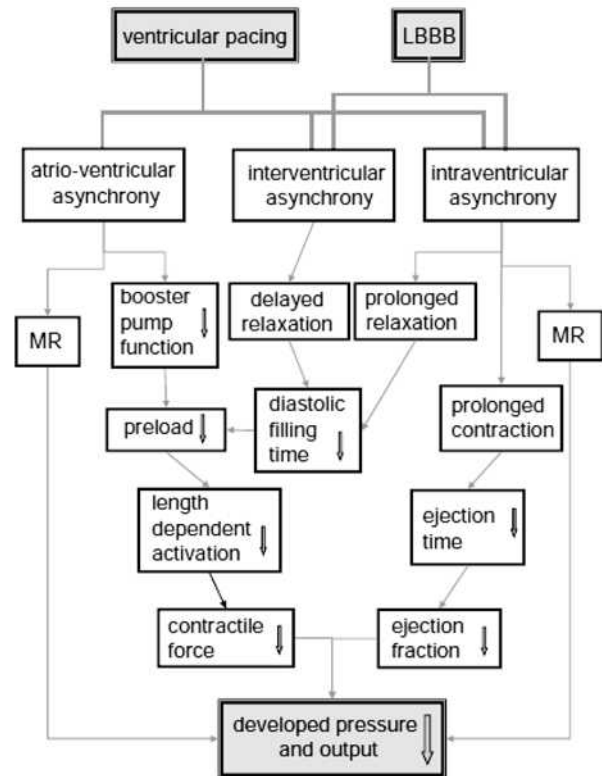 ventricular pacing
LBBB
atrio-ventricular
asynchrony
interventricular
asynchrony
intraventricular
asynchrony
MR
booster
pump
function
delayed
relaxation
prolonged
relaxation
MR
preload
diastolic
filling
time
prolonged
contraction
length
dependent
activation
ejection
time
contractile
force
ejection
fraction
developed pressure
and output